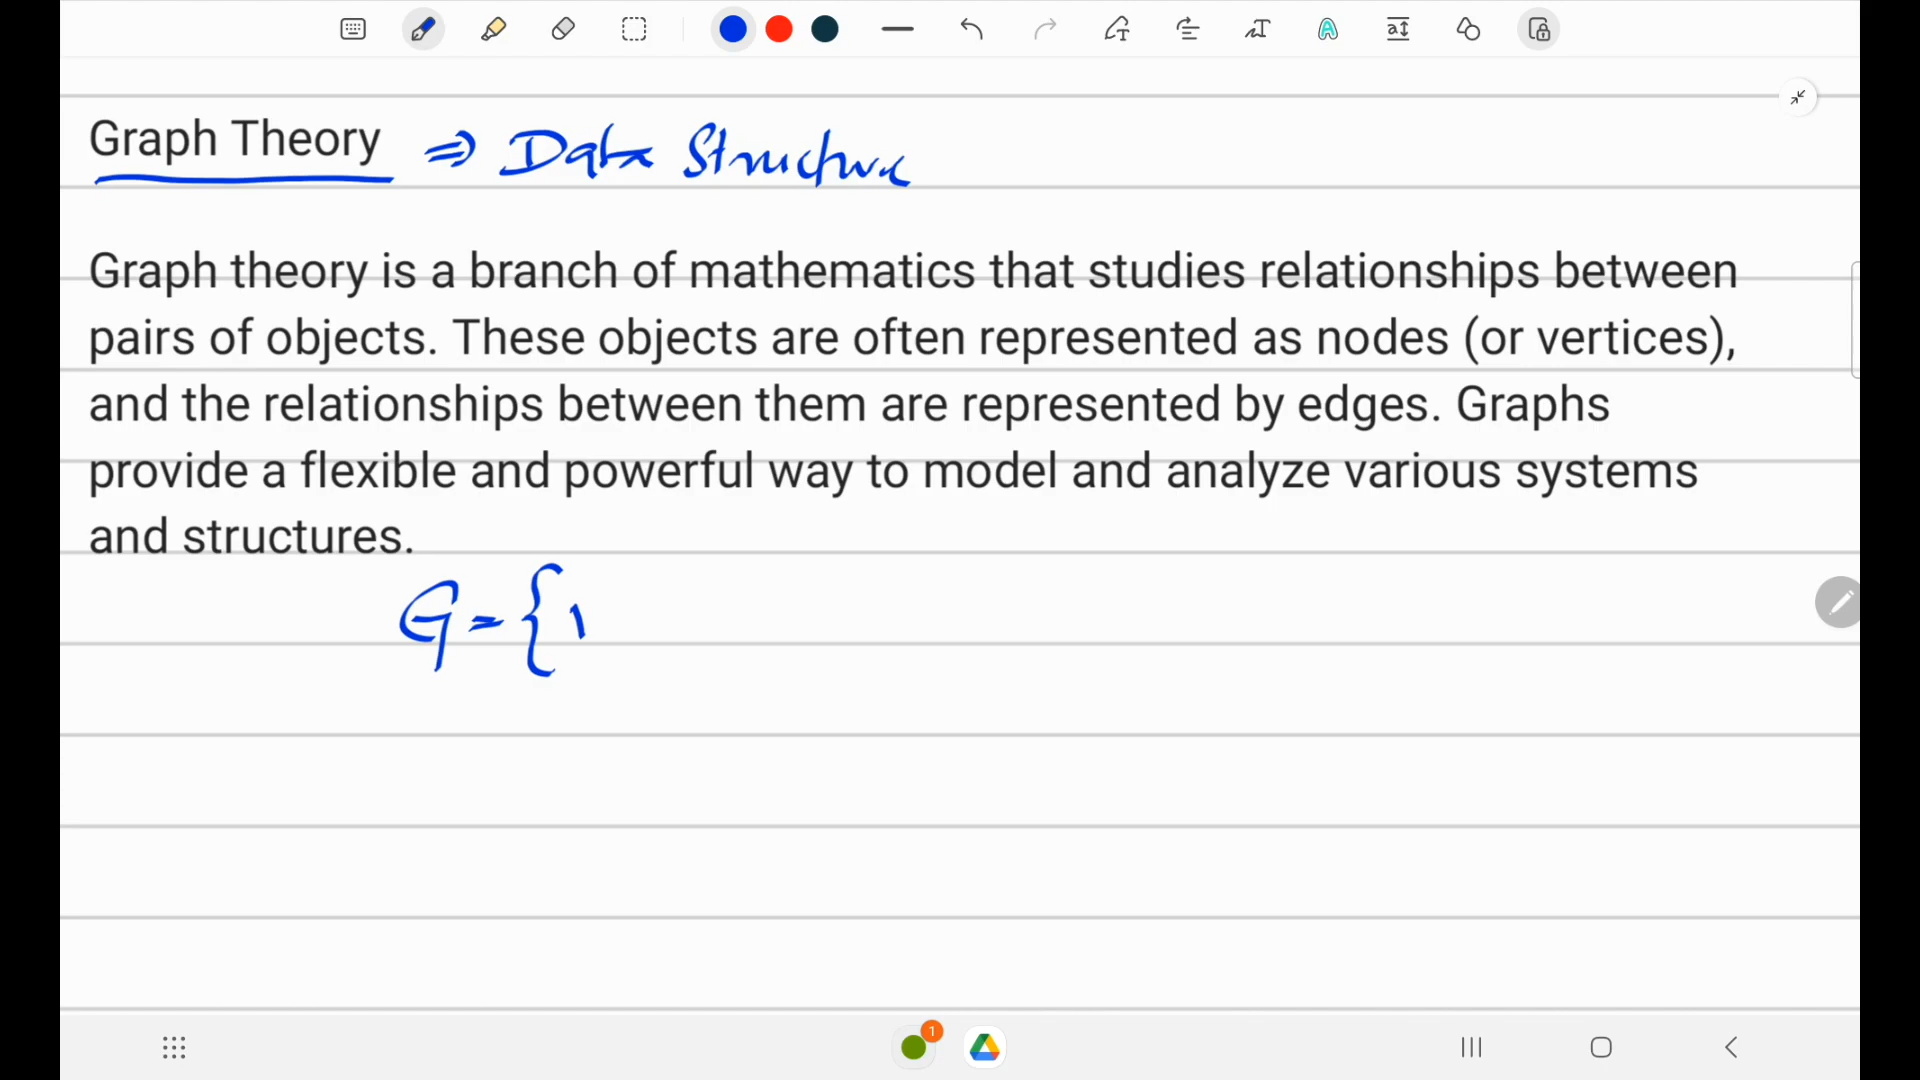 Graph Theory ⇒ Data Structure
Graph theory is a branch of mathematics that studies relationships between
pairs of objects. These objects are often represented as nodes (or vertices),
and the relationships between them are represented by edges. Graphs
provide a flexible and powerful way to model and analyze various systems
and structures.
G = {
1